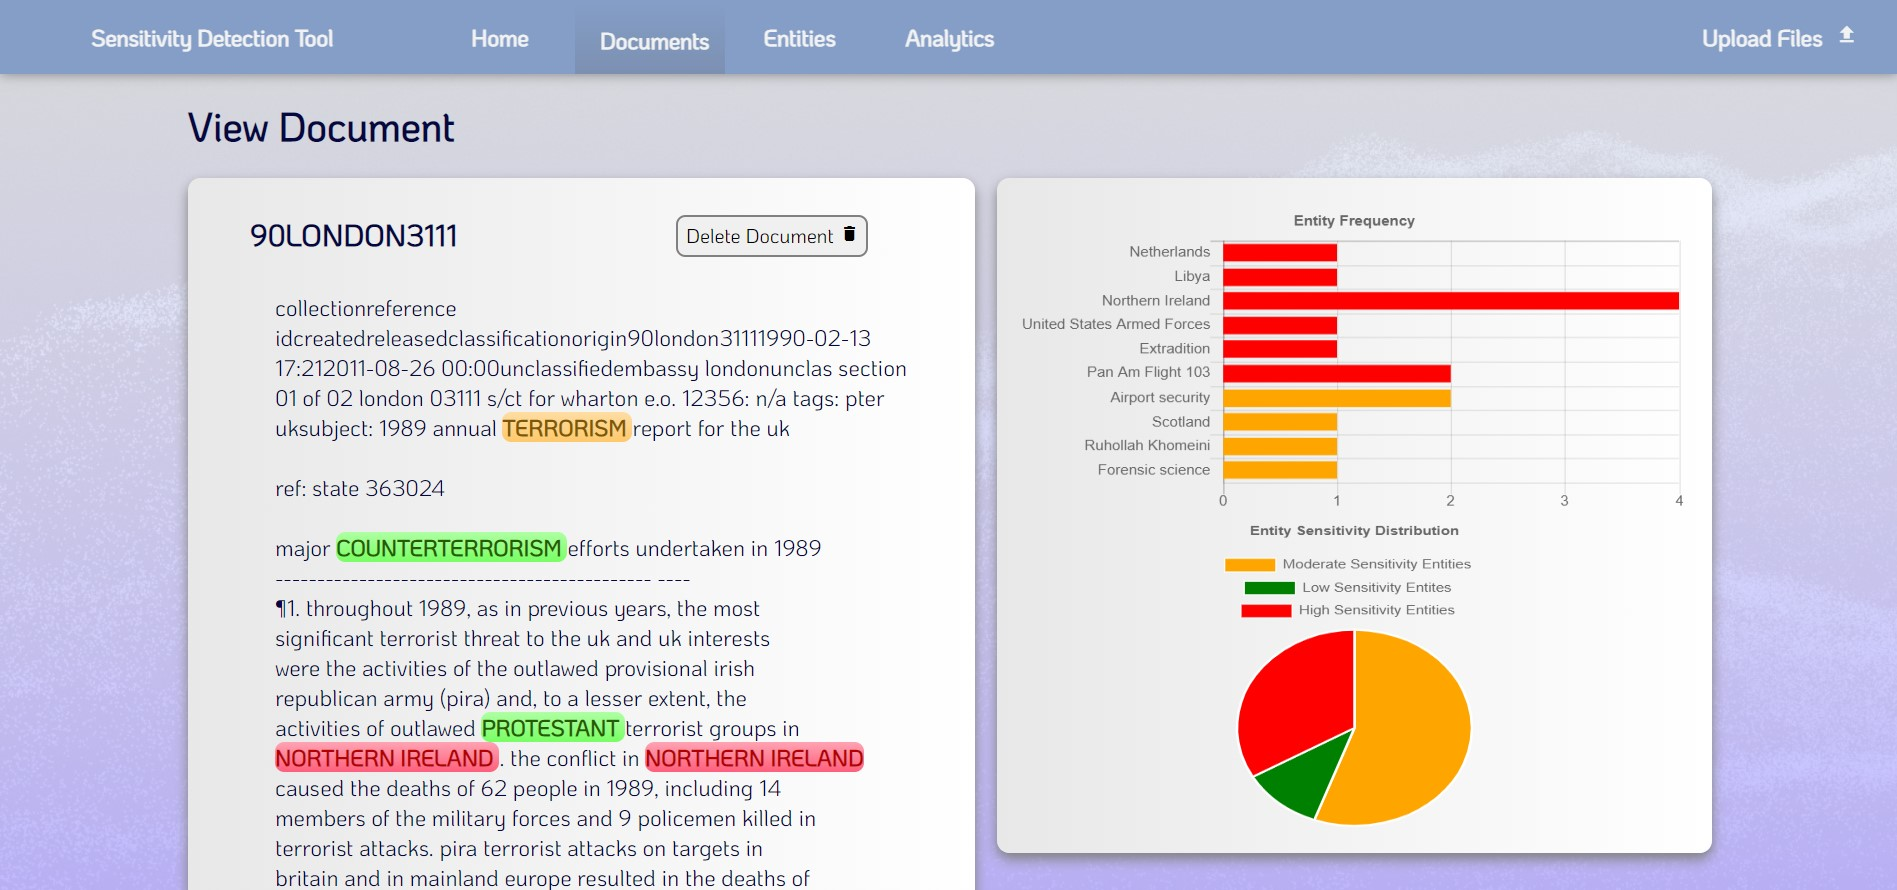 Sensitivity Detection Tool Home Documents Entities Analytics Upload Files
View Document
90LONDON3111 Delete Document
collectionreference
idcreatedreleasedclassificationorigin90london31111990-02-13
17:212011-08-26 00:00unclassifiedembassy londonunclas section
01 of 02 london 03111 s/ct for wharton e.o. 12356: n/a tags: pter
uksubject: 1989 annual TERRORISM report for the uk
ref: state 363024
major COUNTERTERRORISM efforts undertaken in 1989
--------------------------------------------- ----
¶1. throughout 1989, as in previous years, the most
significant terrorist threat to the uk and uk interests
were the activities of the outlawed provisional irish
republican army (pira) and, to a lesser extent, the
activities of outlawed PROTESTANT terrorist groups in
NORTHERN IRELAND . the conflict in NORTHERN IRELAND
caused the deaths of 62 people in 1989, including 14
members of the military forces and 9 policemen killed in
terrorist attacks. pira terrorist attacks on targets in
britain and in mainland europe resulted in the deaths of
Entity Frequency
Netherlands
Libya
Northern Ireland
United States Armed Forces
Extradition
Pan Am Flight 103
Airport security
Scotland
Ruhollah Khomeini
Forensic science
0 1 2 3 4
Entity Sensitivity Distribution
Moderate Sensitivity Entities
Low Sensitivity Entites
High Sensitivity Entities